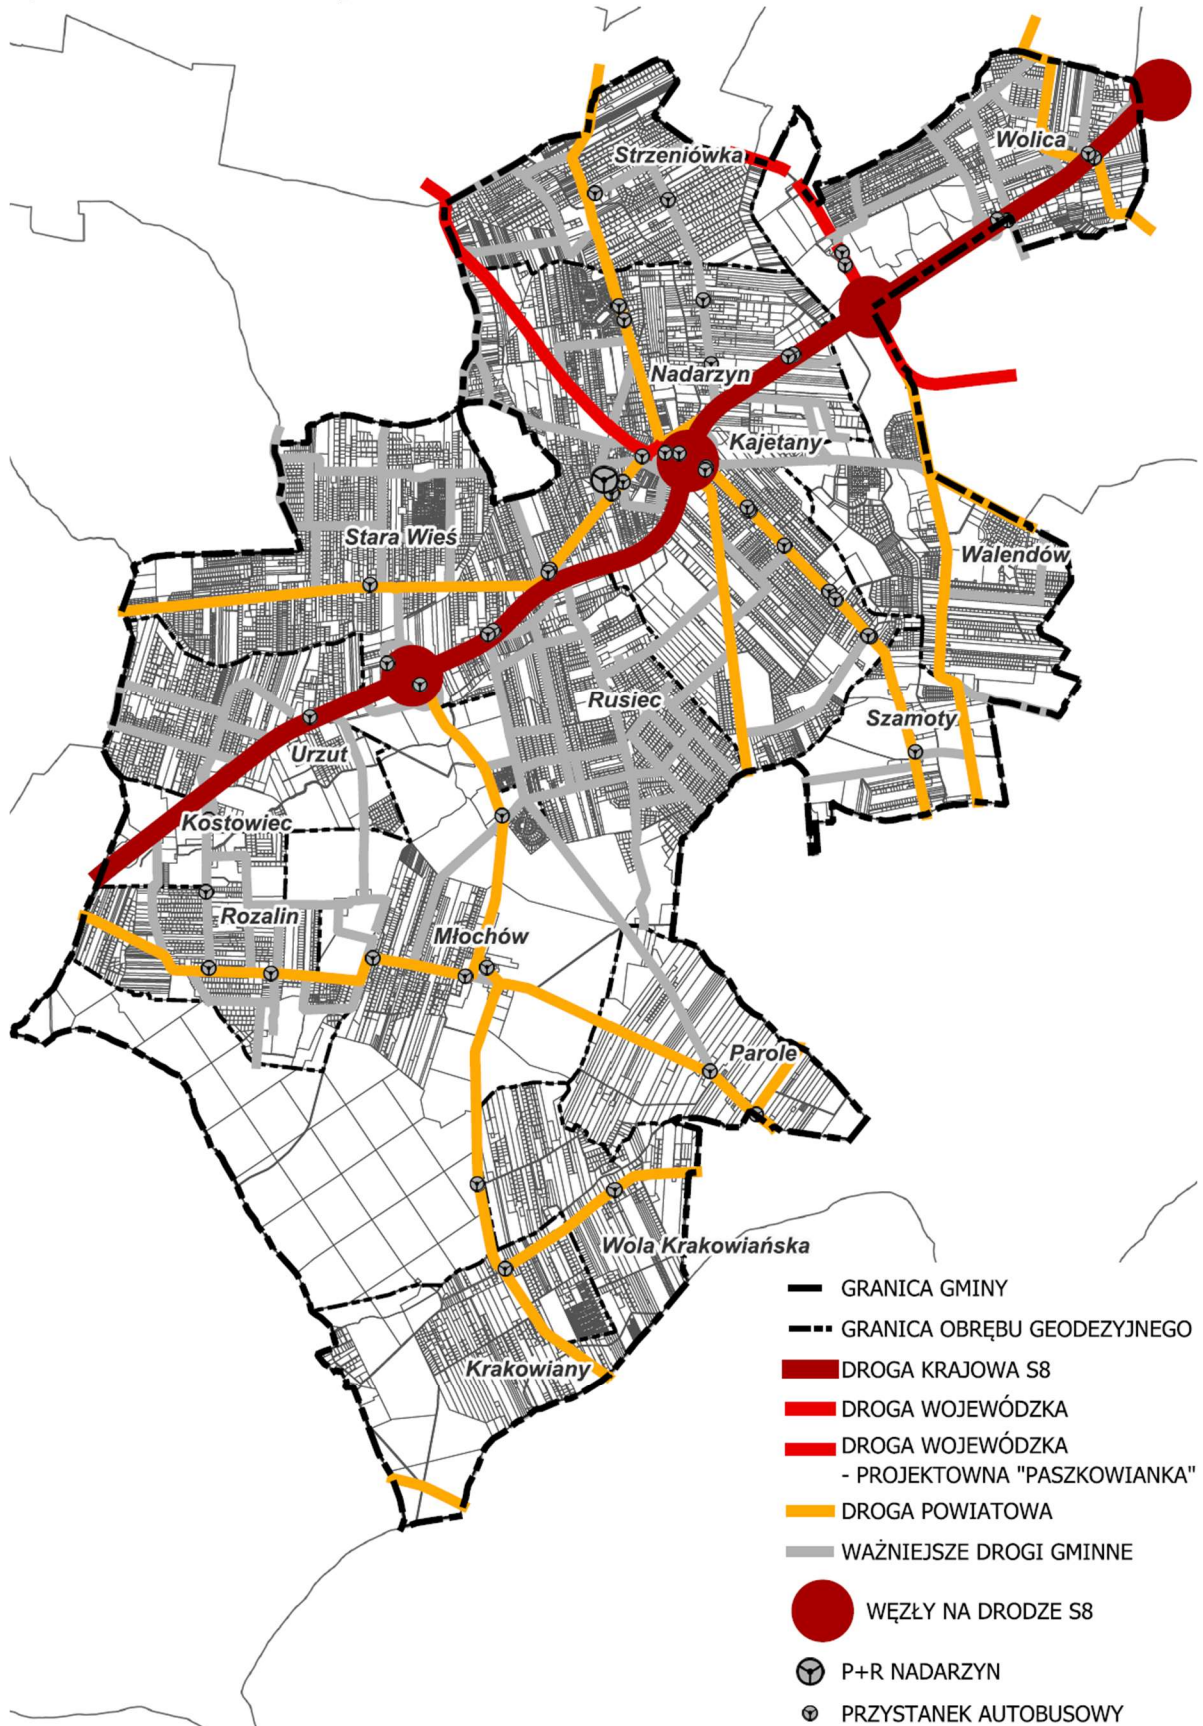 Wolica
Strzeniówka
Nadarzyn
Kajetany
Stara Wieś
Walendów
Rusiec
Szamoty
Urzut
Kostowiec
Rozalin
Młochów
Parole
Wola Krakowiańska
Krakowiany
GRANICA GMINY
GRANICA OBRĘBU GEODEZYJNEGO
DROGA KRAJOWA S8
DROGA WOJEWÓDZKA
DROGA WOJEWÓDZKA
- PROJEKTOWNA "PASZKOWIANKA"
DROGA POWIATOWA
WAŻNIEJSZE DROGI GMINNE
WĘZŁY NA DRODZE S8
P+R NADARZYN
PRZYSTANEK AUTOBUSOWY